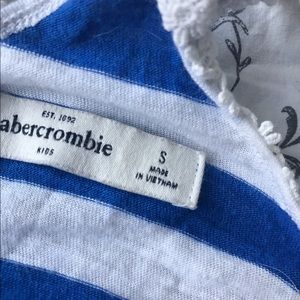 EST. 1892
abercrombie
KIDS
S
MADE
IN VIETNAM